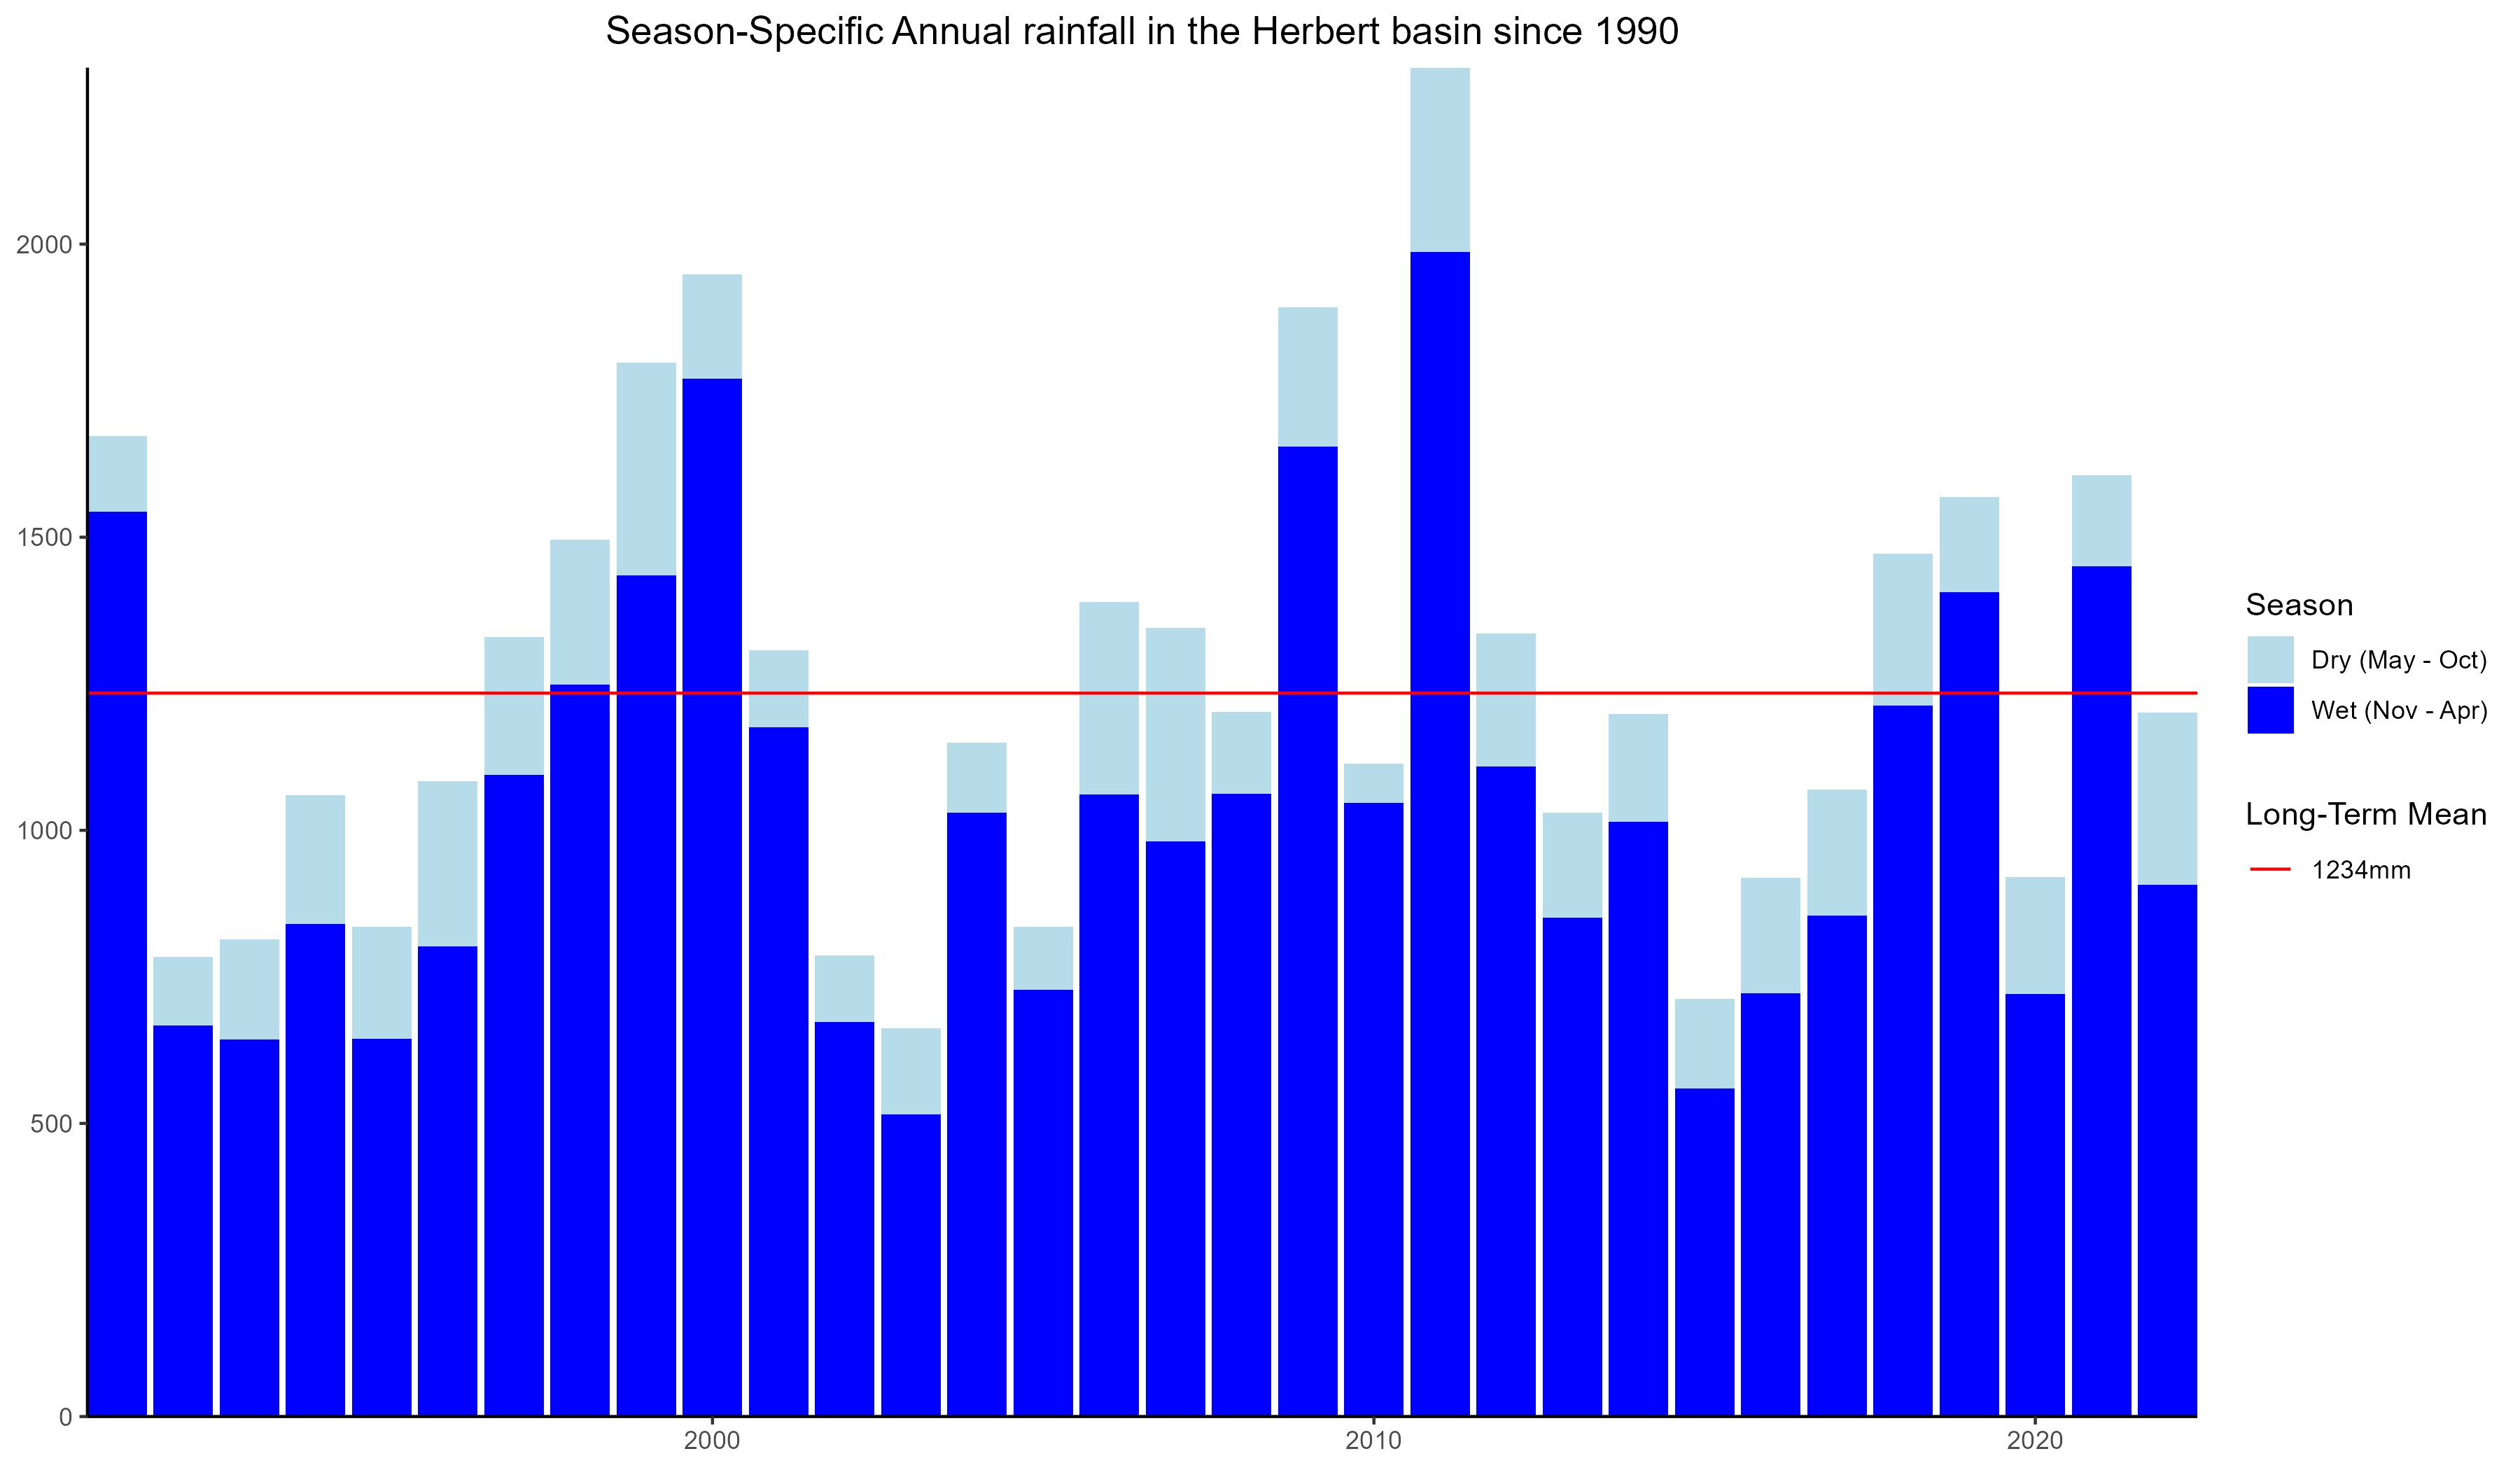 Season-Specific Annual rainfall in the Herbert basin since 1990
2000
1500
1000
500
0
2000
2010
2020
Season
Dry (May - Oct)
Wet (Nov - Apr)
Long-Term Mean
1234mm